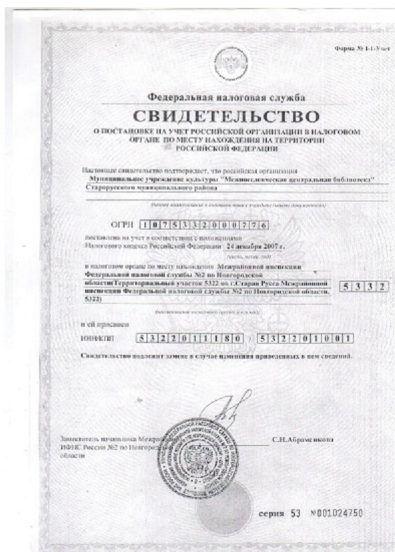 Форма № 1-1-Учет
Федеральная налоговая служба
СВИДЕТЕЛЬСТВО
О ПОСТАНОВКЕ НА УЧЕТ РОССИЙСКОЙ ОРГАНИЗАЦИИ В НАЛОГОВОМ
ОРГАНЕ ПО МЕСТУ НАХОЖДЕНИЯ НА ТЕРРИТОРИИ
РОССИЙСКОЙ ФЕДЕРАЦИИ
Настоящее свидетельство подтверждает, что российская организация
Муниципальное учреждение культуры "Межпоселенческая центральная библиотека"
Старорусского муниципального района
ОГРН 1075332000776
поставлена на учет в соответствии с положениями
Налогового кодекса Российской Федерации 24 декабря 2007 г.
в налоговом органе по месту нахождения Межрайонной инспекции
Федеральной налоговой службы №2 по Новгородской
области(Территориальный участок 5322 по г.Старая Русса Межрайонной
инспекции Федеральной налоговой службы №2 по Новгородской области,
5322)
5332
и ей присвоен
ИНН/КПП 5322011180 / 532201001
Свидетельство подлежит замене в случае изменения приведенных в нем сведений.
Заместитель начальника Межрайонной
ИФНС России №2 по Новгородской
области
С.Н.Абраменкова
серия 53 №001024750